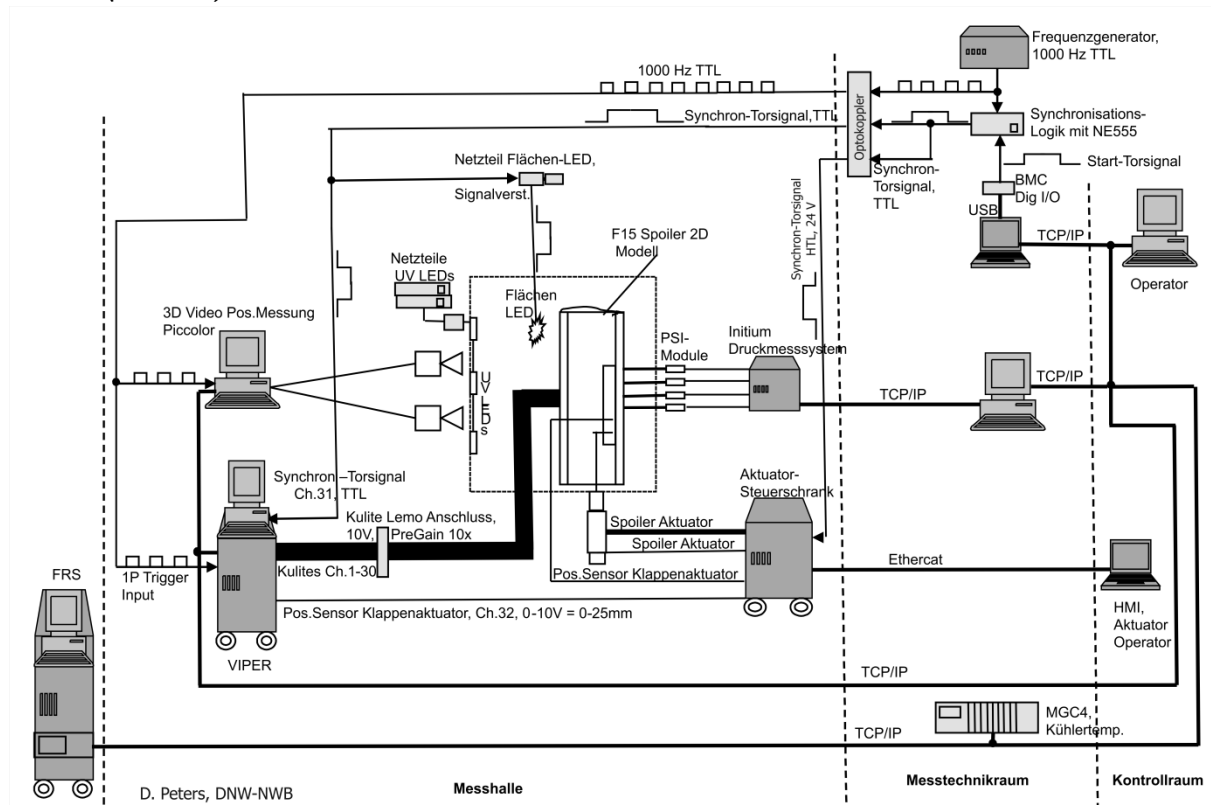 Frequenzgenerator,
1000 Hz TTL
1000 Hz TTL
Synchron-Torsignal,TTL
Optokoppler
Synchronisations-
Logik mit NE555
Start-Torsignal
Synchron-
Torsignal,
TTL
BMC
Dig I/O
USB
TCP/IP
Operator
Netzteil Flächen-LED,
Signalverst.
Synchron-Torsignal
HTL, 24 V
F15 Spoiler 2D
Modell
Netzteile
UV LEDs
Flächen
LED
3D Video Pos.Messung
Piccolor
UV LEDs
PSI-
Module
Initium
Druckmesssystem
TCP/IP
TCP/IP
Synchron –Torsignal
Ch.31, TTL
Kulite Lemo Anschluss,
10V, PreGain 10x
Kulites Ch.1-30
Aktuator-
Steuerschrank
Spoiler Aktuator
Spoiler Aktuator
Pos.Sensor Klappenaktuator
Ethercat
HMI,
Aktuator
Operator
FRS
1P Trigger
Input
Pos.Sensor Klappenaktuator, Ch.32, 0-10V = 0-25mm
VIPER
TCP/IP
MGC4,
Kühlertemp.
TCP/IP
D. Peters, DNW-NWB
Messhalle
Messtechnikraum
Kontrollraum